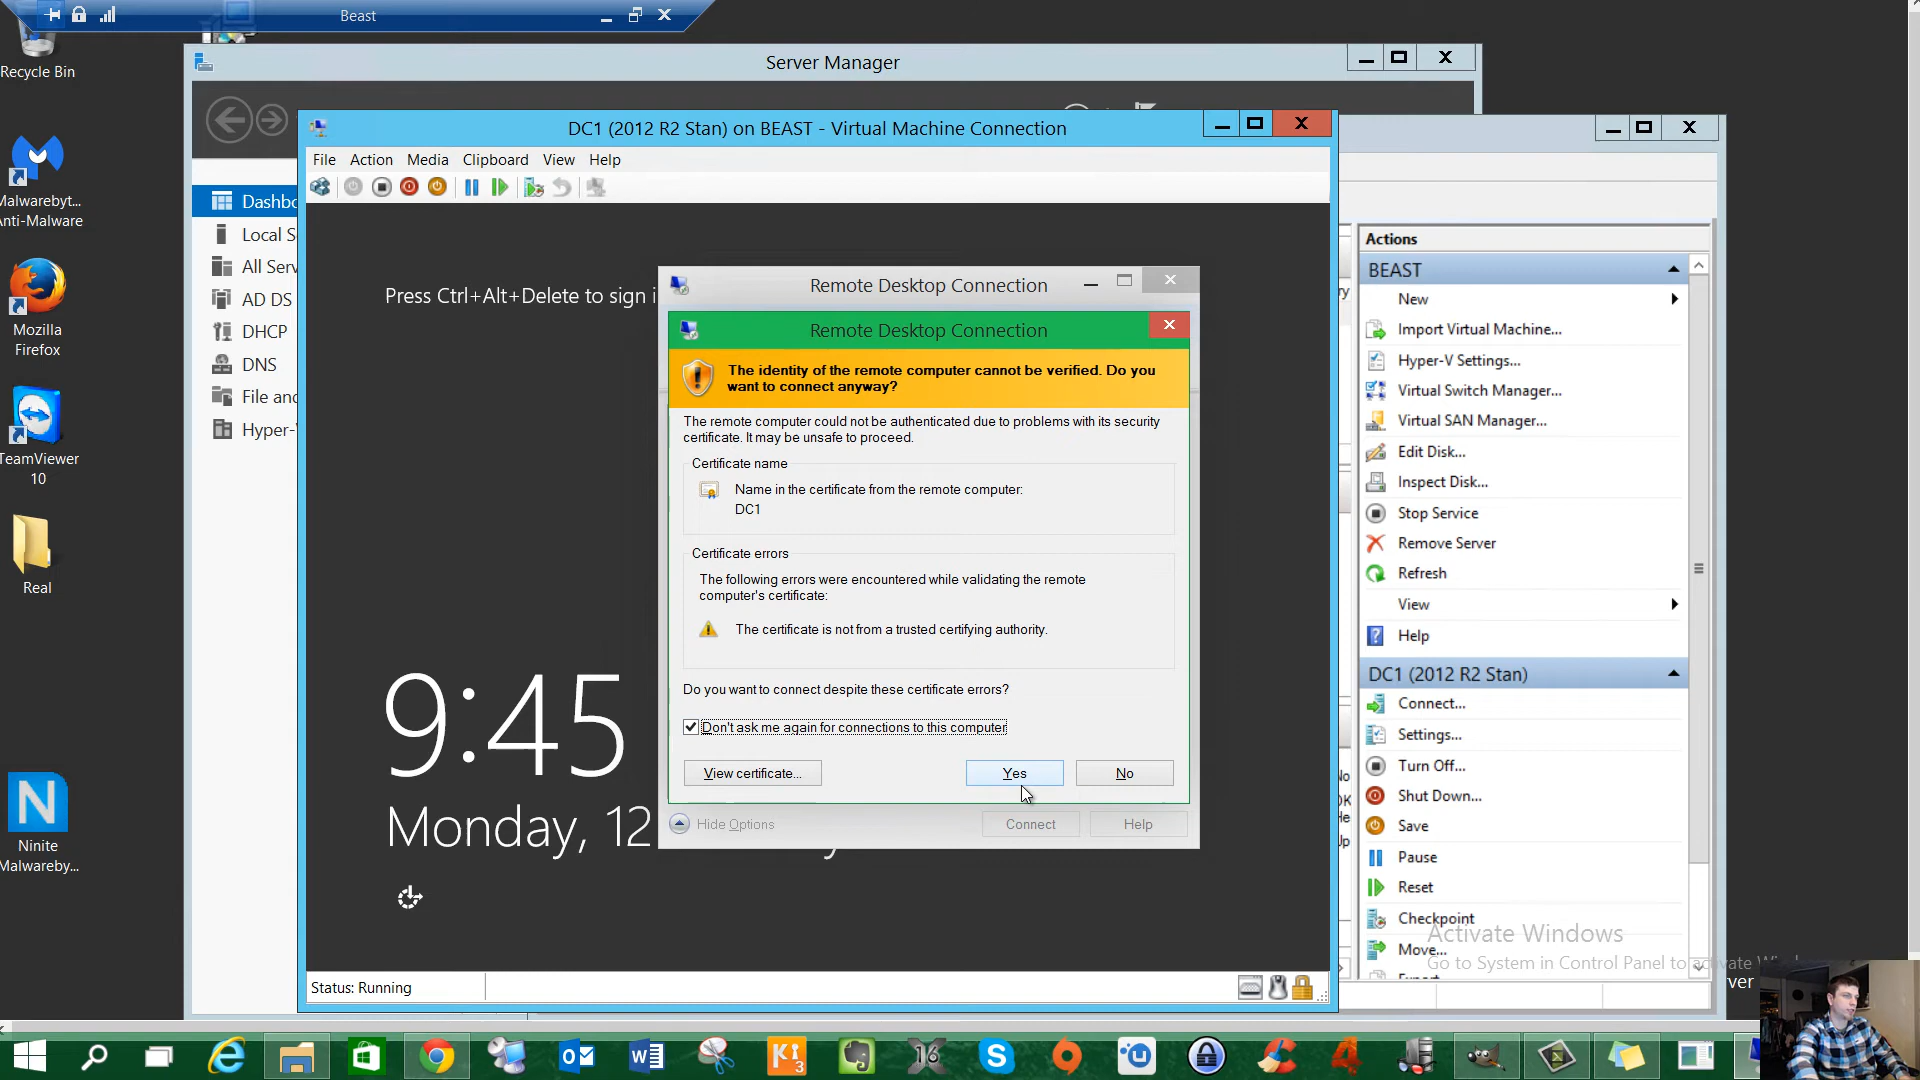 Beast
Recycle Bin
Malwarebyt...
Anti-Malware
Mozilla
Firefox
TeamViewer
10
Real
Ninite
Malwareby...
Server Manager
Dashbo
Local S
All Serv
AD DS
DHCP
DNS
File and
Hyper-
DC1 (2012 R2 Stan) on BEAST - Virtual Machine Connection
File Action Media Clipboard View Help
Press Ctrl+Alt+Delete to sign i
9:45
Monday, 12
Status: Running
Remote Desktop Connection
Remote Desktop Connection
The identity of the remote computer cannot be verified. Do you
want to connect anyway?
The remote computer could not be authenticated due to problems with its security
certificate. It may be unsafe to proceed.
Certificate name
Name in the certificate from the remote computer:
DC1
Certificate errors
The following errors were encountered while validating the remote
computer's certificate:
The certificate is not from a trusted certifying authority.
Do you want to connect despite these certificate errors?
Don't ask me again for connections to this computer
View certificate... Yes No
Hide Options Connect Help
Actions
BEAST
New
Import Virtual Machine...
Hyper-V Settings...
Virtual Switch Manager...
Virtual SAN Manager...
Edit Disk...
Inspect Disk...
Stop Service
Remove Server
Refresh
View
Help
DC1 (2012 R2 Stan)
Connect...
Settings...
Turn Off...
Shut Down...
Save
Pause
Reset
Checkpoint
Move...
Activate Windows
Go to System in Control Panel to activate